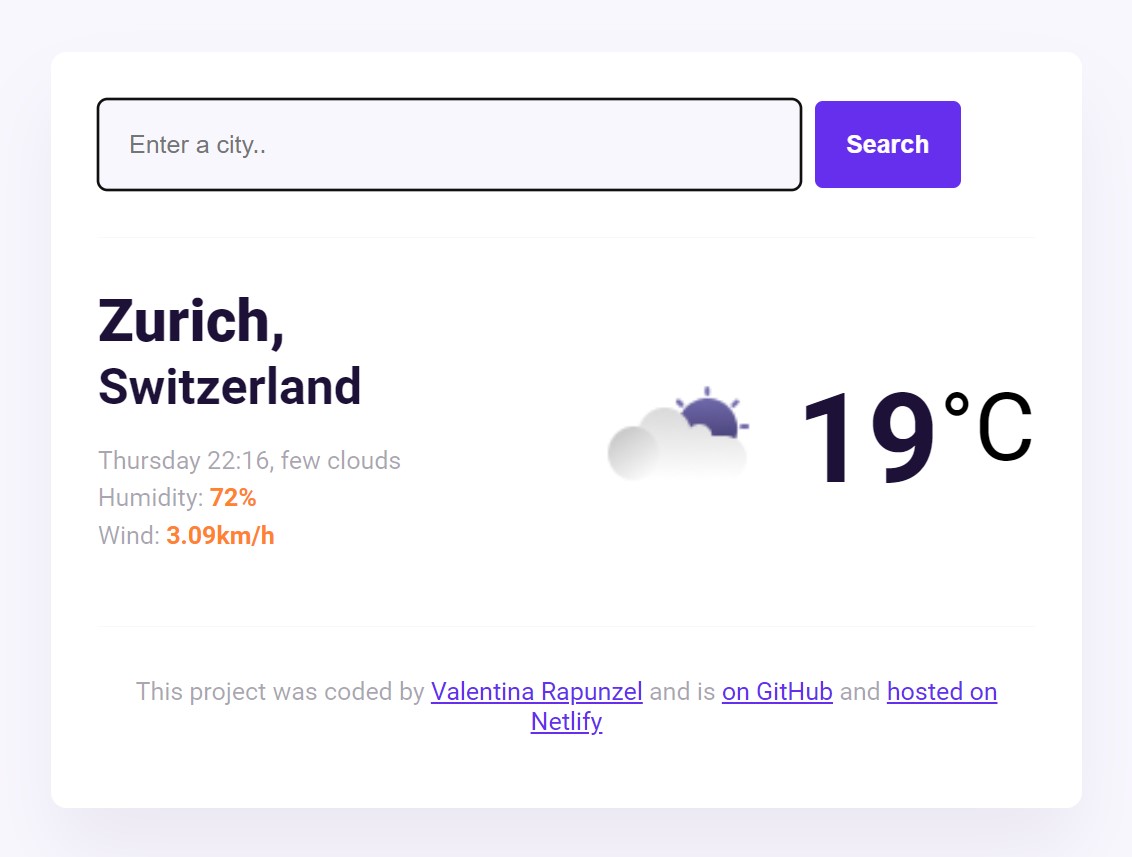 Enter a city..
Search
Zurich,
Switzerland
Thursday 22:16, few clouds
Humidity: 72%
Wind: 3.09km/h
19°C
This project was coded by Valentina Rapunzel and is on GitHub and hosted on
Netlify